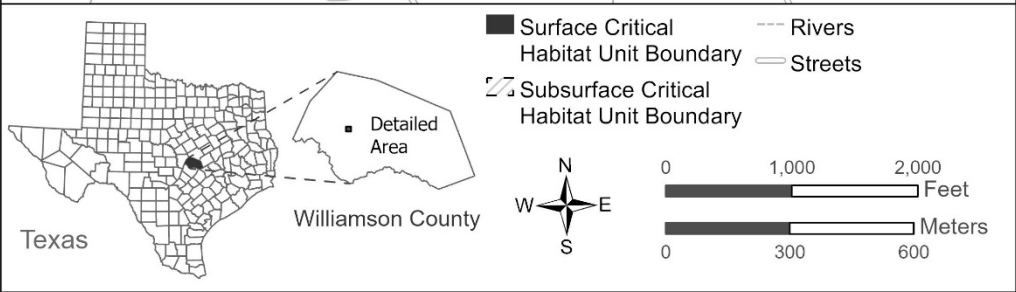 Surface Critical
Habitat Unit Boundary
Subsurface Critical
Habitat Unit Boundary
Rivers
Streets
Detailed
Area
Williamson County
Texas
N
W E
S
0 1,000 2,000
Feet
Meters
0 300 600